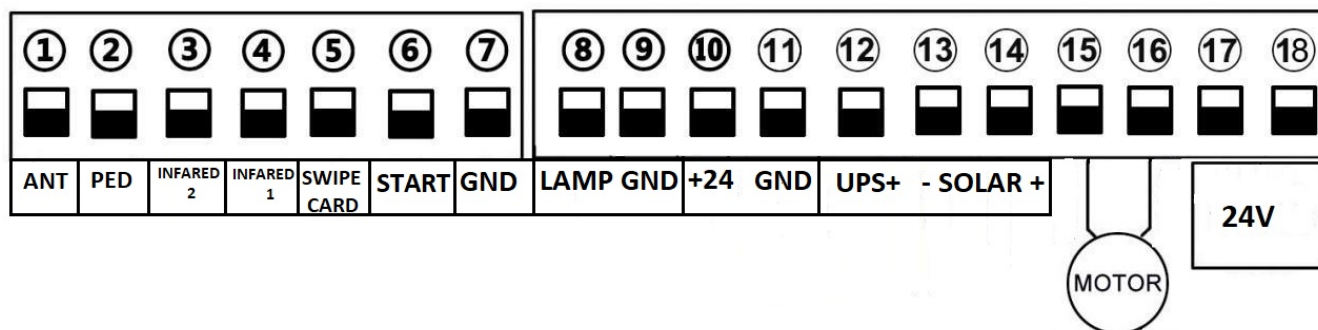 1 2 3 4 5 6 7 8 9 10 11 12 13 14 15 16 17 18
ANT PED INFARED 2 INFARED 1 SWIPE CARD START GND LAMP GND +24 GND UPS+ - SOLAR +
24V
MOTOR